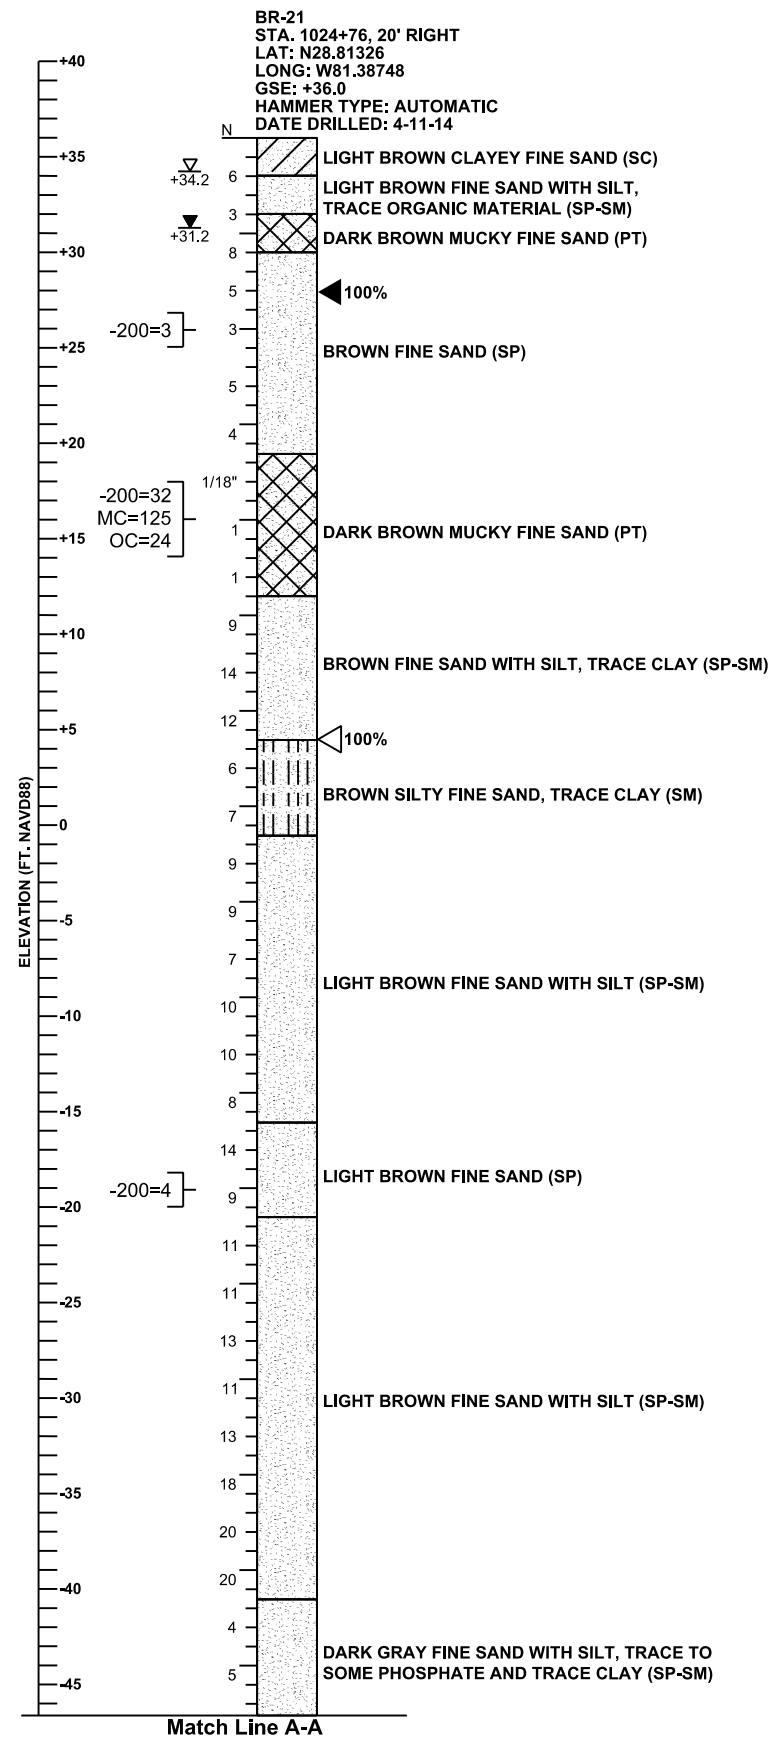 BR-21
STA. 1024+76, 20' RIGHT
LAT: N28.81326
LONG: W81.38748
GSE: +36.0
HAMMER TYPE: AUTOMATIC
DATE DRILLED: 4-11-14
+40
N
+35
LIGHT BROWN CLAYEY FINE SAND (SC)
+34.2
6
LIGHT BROWN FINE SAND WITH SILT,
TRACE ORGANIC MATERIAL (SP-SM)
3
+31.2
DARK BROWN MUCKY FINE SAND (PT)
+30
8
5
100%
-200=3
3
+25
BROWN FINE SAND (SP)
5
+20
4
1/18"
-200=32
MC=125
OC=24
+15
1
DARK BROWN MUCKY FINE SAND (PT)
1
9
+10
BROWN FINE SAND WITH SILT, TRACE CLAY (SP-SM)
14
12
+5
100%
6
BROWN SILTY FINE SAND, TRACE CLAY (SM)
7
0
ELEVATION (FT. NAVD88)
9
9
-5
7
LIGHT BROWN FINE SAND WITH SILT (SP-SM)
10
-10
10
8
-15
14
LIGHT BROWN FINE SAND (SP)
-200=4
9
-20
11
11
-25
13
11
-30
LIGHT BROWN FINE SAND WITH SILT (SP-SM)
13
18
-35
20
20
-40
4
DARK GRAY FINE SAND WITH SILT, TRACE TO
SOME PHOSPHATE AND TRACE CLAY (SP-SM)
5
-45
Match Line A-A